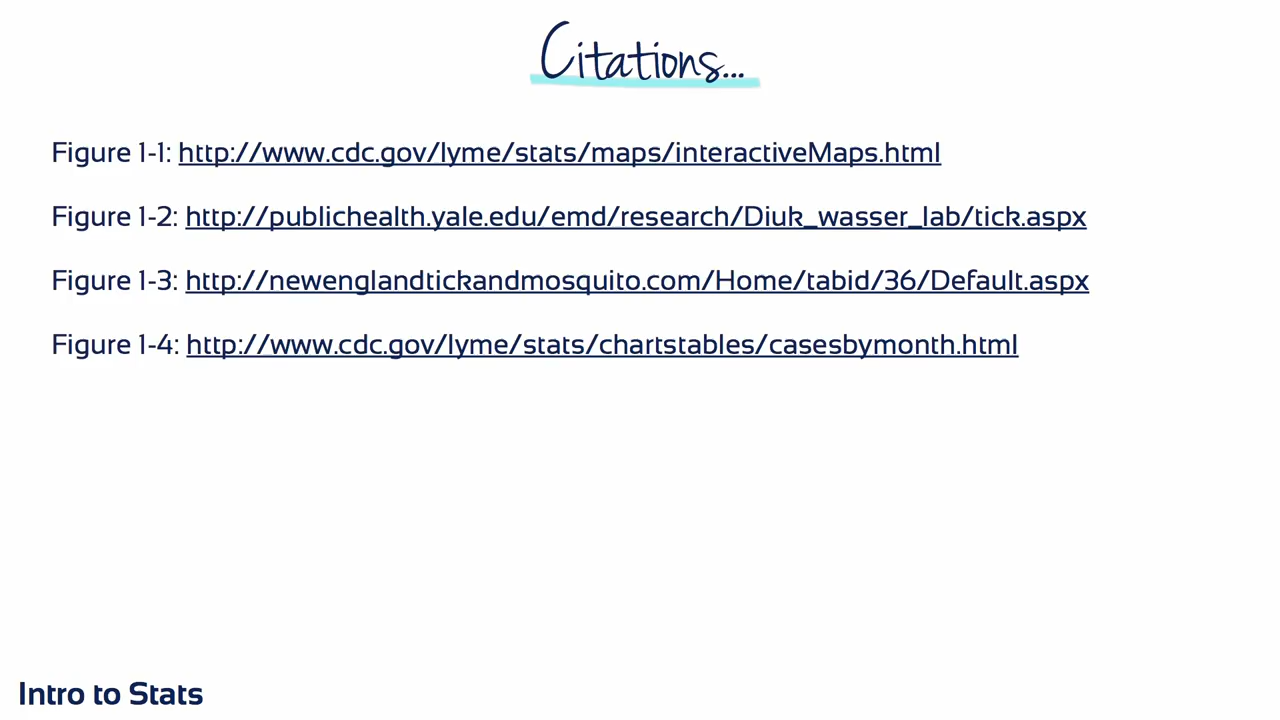 Citations...
Figure 1-1: http://www.cdc.gov/lyme/stats/maps/interactiveMaps.html
Figure 1-2: http://publichealth.yale.edu/emd/research/Diuk_wasser_lab/tick.aspx
Figure 1-3: http://newenglandtickandmosquito.com/Home/tabid/36/Default.aspx
Figure 1-4: http://www.cdc.gov/lyme/stats/chartstables/casesbymonth.html
Intro to Stats